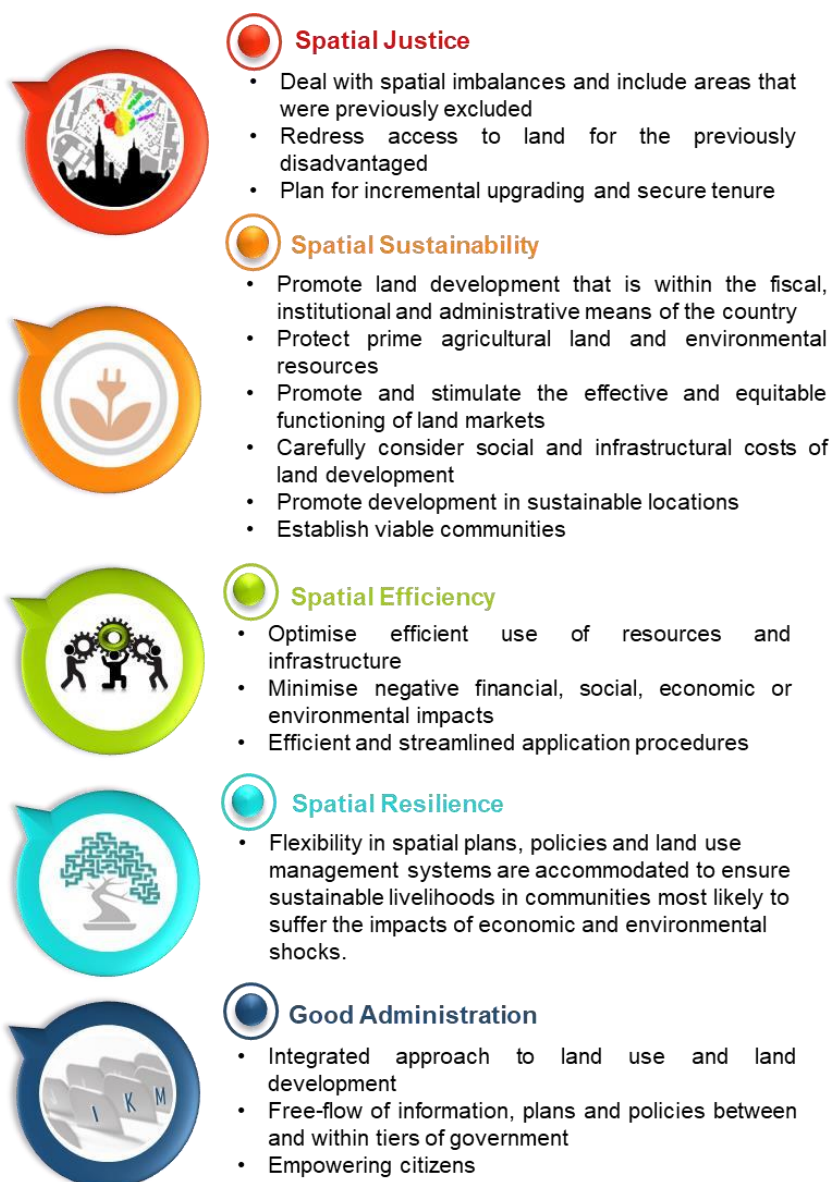 Spatial Justice
• Deal with spatial imbalances and include areas that
were previously excluded
• Redress access to land for the previously
disadvantaged
• Plan for incremental upgrading and secure tenure
Spatial Sustainability
• Promote land development that is within the fiscal,
institutional and administrative means of the country
• Protect prime agricultural land and environmental
resources
• Promote and stimulate the effective and equitable
functioning of land markets
• Carefully consider social and infrastructural costs of
land development
• Promote development in sustainable locations
• Establish viable communities
Spatial Efficiency
• Optimise efficient use of resources and
infrastructure
• Minimise negative financial, social, economic or
environmental impacts
• Efficient and streamlined application procedures
Spatial Resilience
• Flexibility in spatial plans, policies and land use
management systems are accommodated to ensure
sustainable livelihoods in communities most likely to
suffer the impacts of economic and environmental
shocks.
Good Administration
• Integrated approach to land use and land
development
• Free-flow of information, plans and policies between
and within tiers of government
• Empowering citizens
I K M